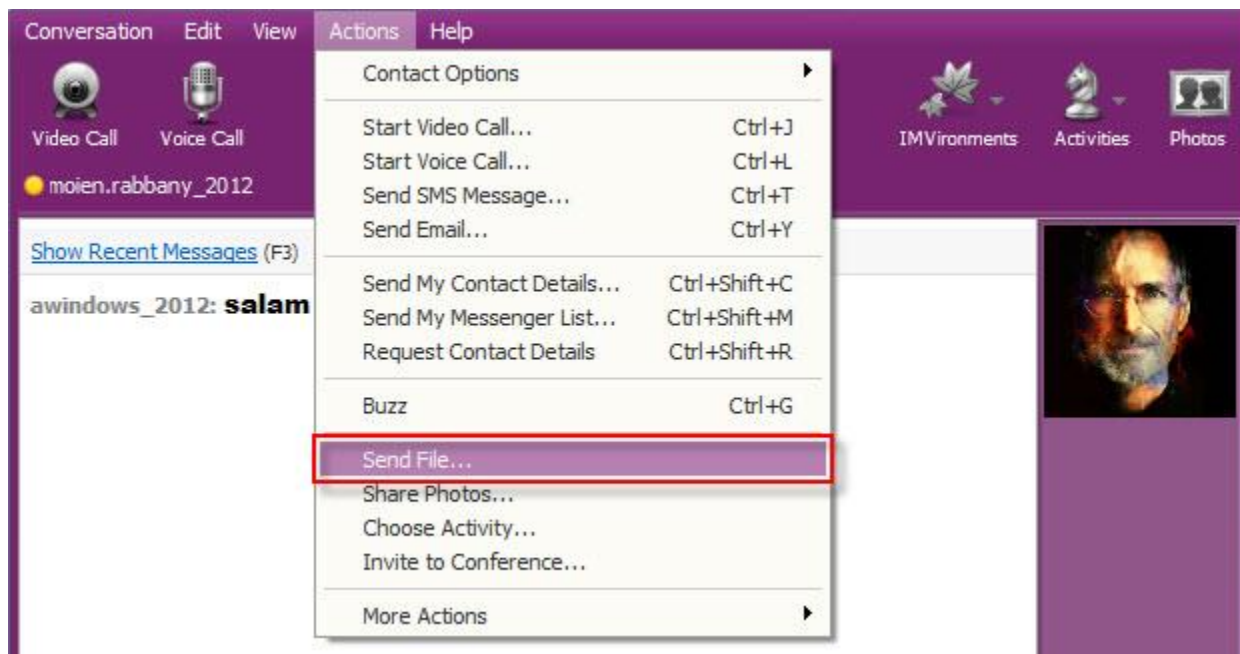 Conversation Edit View Actions Help
Video Call Voice Call
IMVironments Activities Photos
moien.rabbany_2012
Show Recent Messages (F3)
awindows_2012: salam
Contact Options
Start Video Call... Ctrl+J
Start Voice Call... Ctrl+L
Send SMS Message... Ctrl+T
Send Email... Ctrl+Y
Send My Contact Details... Ctrl+Shift+C
Send My Messenger List... Ctrl+Shift+M
Request Contact Details Ctrl+Shift+R
Buzz Ctrl+G
Send File...
Share Photos...
Choose Activity...
Invite to Conference...
More Actions